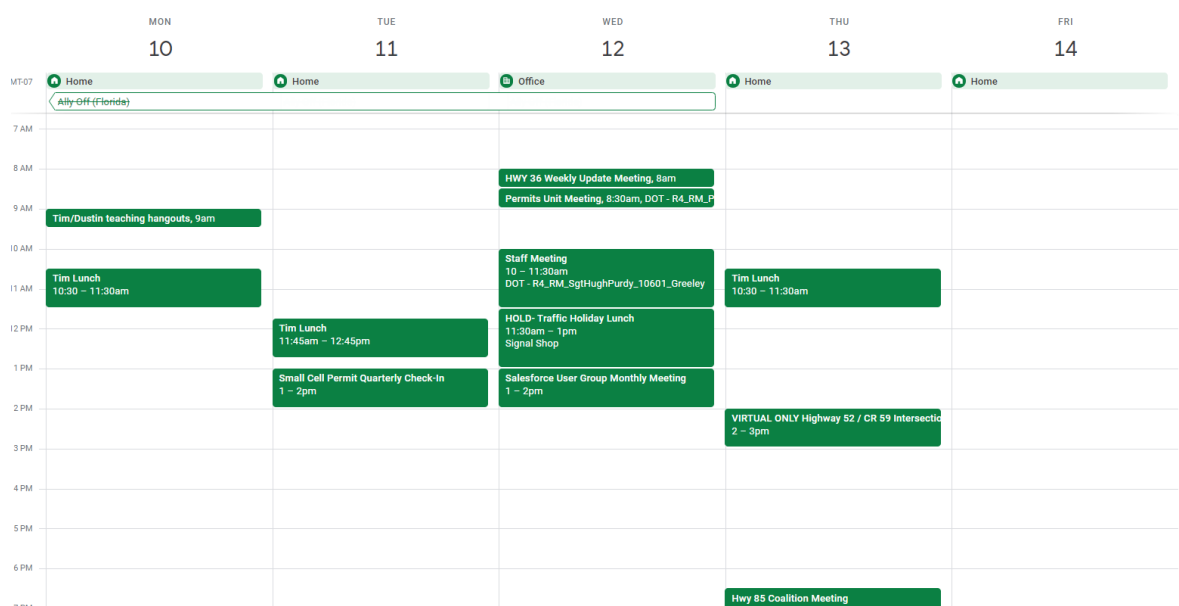 MON
TUE
WED
THU
FRI
10
11
12
13
14
MT-07
Home
Home
Office
Home
Home
Ally Off (Florida)
7 AM
8 AM
HWY 36 Weekly Update Meeting, 8am
Permits Unit Meeting, 8:30am, DOT - R4_RM_P
9 AM
Tim/Dustin teaching hangouts, 9am
10 AM
Staff Meeting
10 – 11:30am
DOT - R4_RM_SgtHughPurdy_10601_Greeley
Tim Lunch
10:30 – 11:30am
Tim Lunch
10:30 – 11:30am
11 AM
HOLD- Traffic Holiday Lunch
11:30am – 1pm
Signal Shop
12 PM
Tim Lunch
11:45am – 12:45pm
1 PM
Small Cell Permit Quarterly Check-In
1 – 2pm
Salesforce User Group Monthly Meeting
1 – 2pm
2 PM
VIRTUAL ONLY Highway 52 / CR 59 Intersectio
2 – 3pm
3 PM
4 PM
5 PM
6 PM
Hwy 85 Coalition Meeting